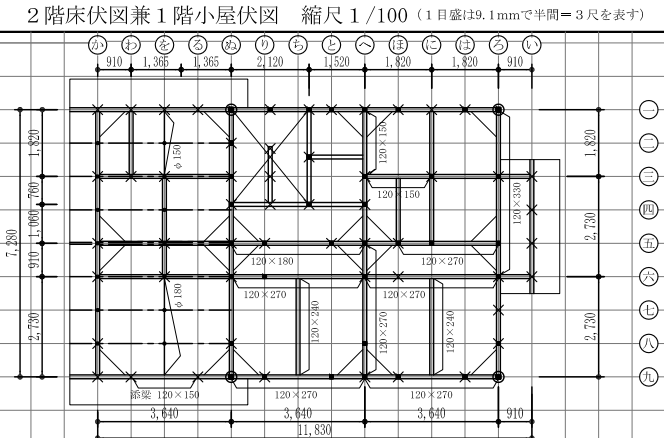 ２階床伏図兼１階小屋伏図　縮尺１/100（１目盛は9.1mmで半間＝３尺を表す）
か わ を る ぬ り ち と へ ほ に は ろ い
910 1,365 1,365 2,120 1,520 1,820 1,820 910
一
二
三
四
五
六
七
八
九
7,280
1,820
760
1,060
910
2,730
1,820
2,730
2,730
φ150
120×150
120×150
120×330
120×180
120×270
120×270
120×270
φ180
120×240
120×270
120×240
添梁 120×150
120×270
120×270
3,640 3,640 3,640 910
11,830